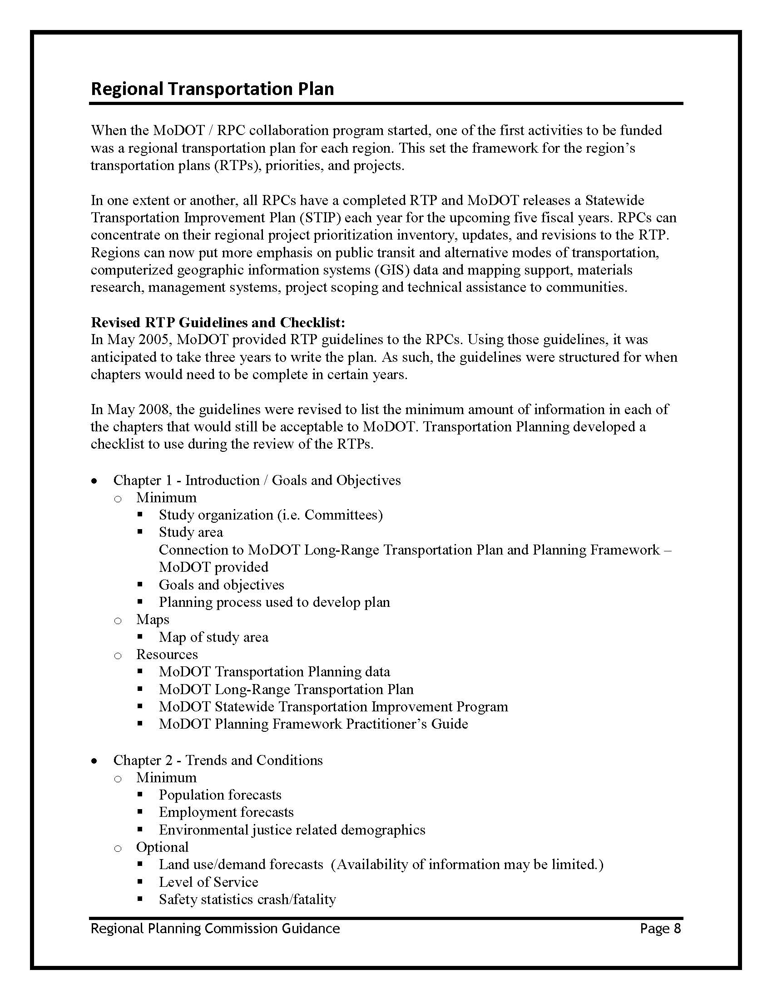 Regional Transportation Plan
When the MoDOT / RPC collaboration program started, one of the first activities to be funded
was a regional transportation plan for each region. This set the framework for the region’s
transportation plans (RTPs), priorities, and projects.
In one extent or another, all RPCs have a completed RTP and MoDOT releases a Statewide
Transportation Improvement Plan (STIP) each year for the upcoming five fiscal years. RPCs can
concentrate on their regional project prioritization inventory, updates, and revisions to the RTP.
Regions can now put more emphasis on public transit and alternative modes of transportation,
computerized geographic information systems (GIS) data and mapping support, materials
research, management systems, project scoping and technical assistance to communities.
Revised RTP Guidelines and Checklist:
In May 2005, MoDOT provided RTP guidelines to the RPCs. Using those guidelines, it was
anticipated to take three years to write the plan. As such, the guidelines were structured for when
chapters would need to be complete in certain years.
In May 2008, the guidelines were revised to list the minimum amount of information in each of
the chapters that would still be acceptable to MoDOT. Transportation Planning developed a
checklist to use during the review of the RTPs.
• Chapter 1 - Introduction / Goals and Objectives
o Minimum
▪ Study organization (i.e. Committees)
▪ Study area
Connection to MoDOT Long-Range Transportation Plan and Planning Framework –
MoDOT provided
▪ Goals and objectives
▪ Planning process used to develop plan
o Maps
▪ Map of study area
o Resources
▪ MoDOT Transportation Planning data
▪ MoDOT Long-Range Transportation Plan
▪ MoDOT Statewide Transportation Improvement Program
▪ MoDOT Planning Framework Practitioner’s Guide
• Chapter 2 - Trends and Conditions
o Minimum
▪ Population forecasts
▪ Employment forecasts
▪ Environmental justice related demographics
o Optional
▪ Land use/demand forecasts  (Availability of information may be limited.)
▪ Level of Service
▪ Safety statistics crash/fatality
Regional Planning Commission Guidance Page 8